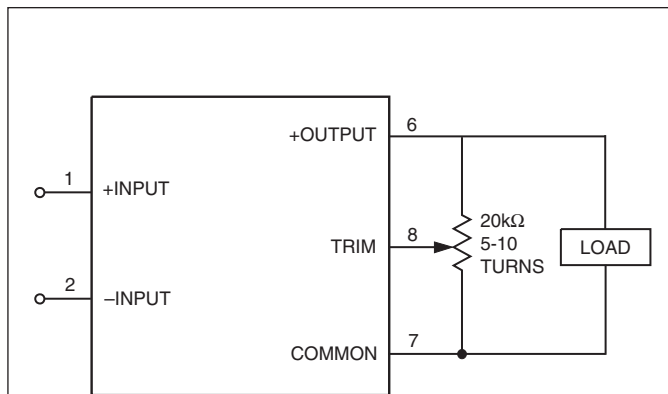 6
+OUTPUT
1
+INPUT
20kΩ
8
5-10
TRIM
LOAD
TURNS
2
–INPUT
7
COMMON